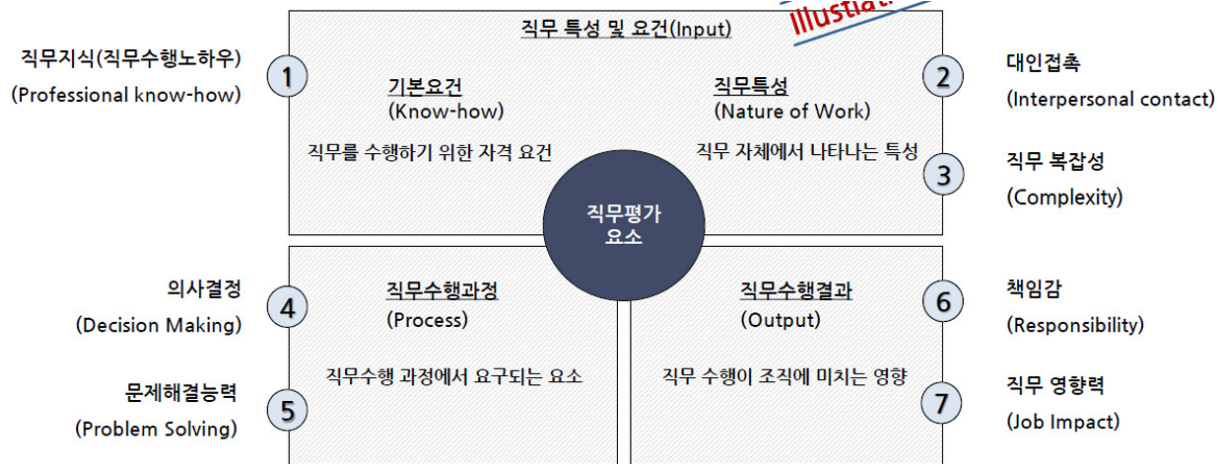 직무 특성 및 요건(Input)
직무지식(직무수행노하우)
(Professional know-how)
1
기본요건
(Know-how)
직무를 수행하기 위한 자격 요건
직무특성
(Nature of Work)
직무 자체에서 나타나는 특성
2
대인접촉
(Interpersonal contact)
3
직무 복잡성
(Complexity)
직무평가
요소
의사결정
(Decision Making)
4
문제해결능력
(Problem Solving)
5
직무수행과정
(Process)
직무수행 과정에서 요구되는 요소
직무수행결과
(Output)
직무 수행이 조직에 미치는 영향
6
책임감
(Responsibility)
7
직무 영향력
(Job Impact)